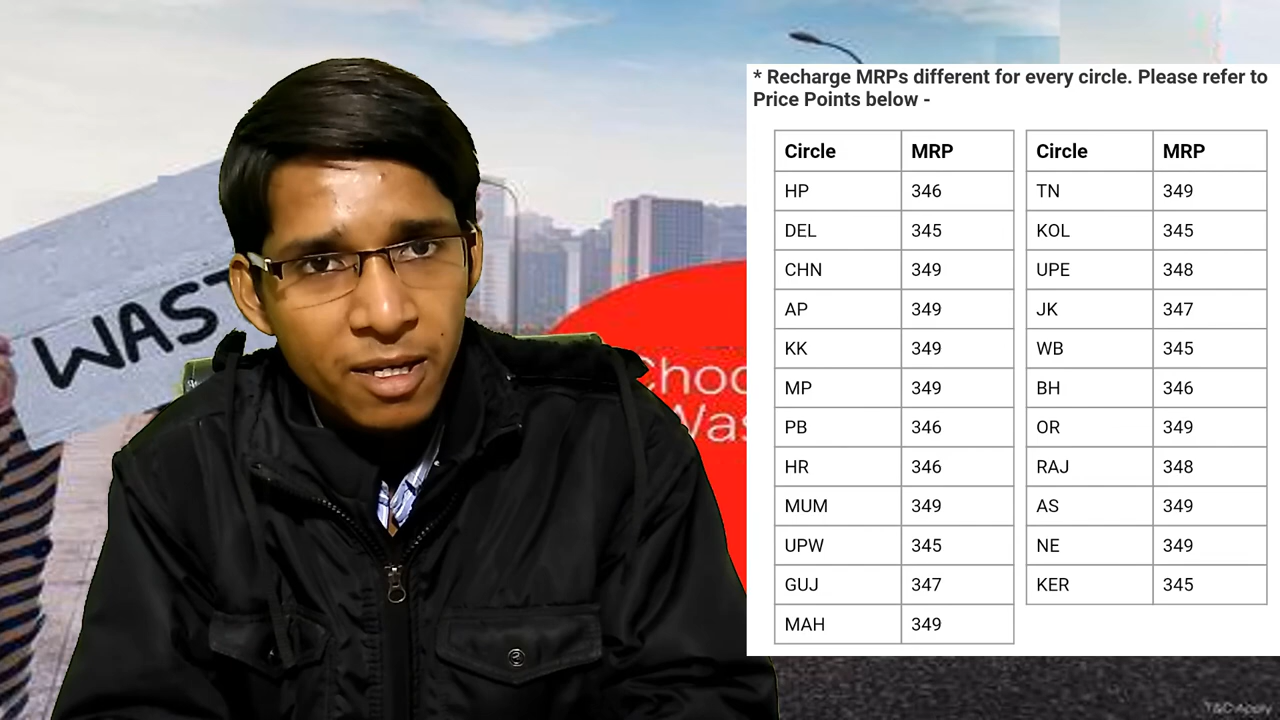 WAST
Choo
Was
* Recharge MRPs different for every circle. Please refer to
Price Points below -
Circle MRP Circle MRP
HP 346 TN 349
DEL 345 KOL 345
CHN 349 UPE 348
AP 349 JK 347
KK 349 WB 345
MP 349 BH 346
PB 346 OR 349
HR 346 RAJ 348
MUM 349 AS 349
UPW 345 NE 349
GUJ 347 KER 345
MAH 349
T&C Apply